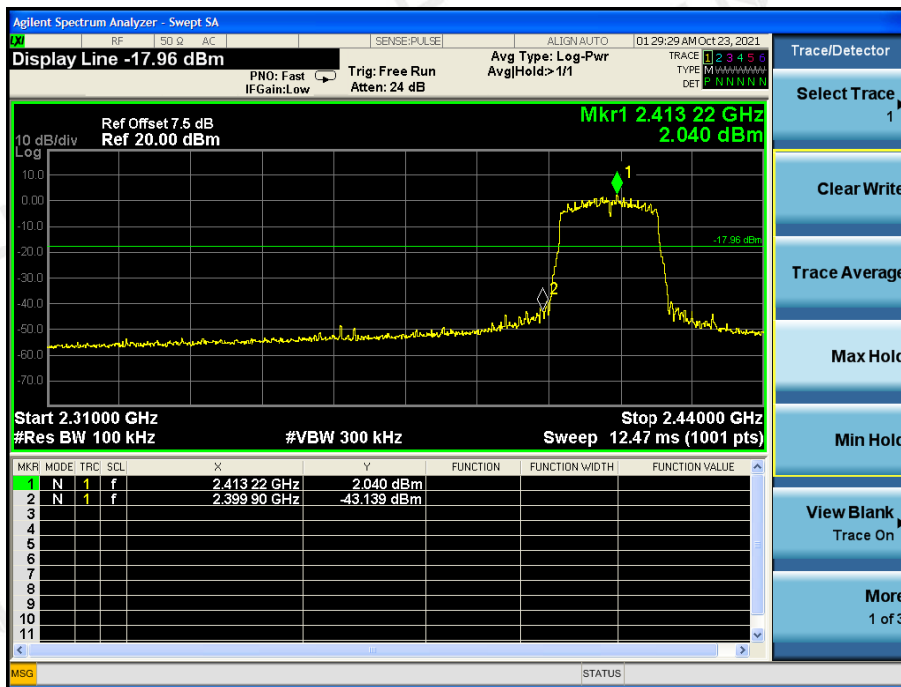 Agilent Spectrum Analyzer - Swept SA
LXI RF 50 Ω AC SENSE:PULSE ALIGN AUTO 01:29:29 AM Oct 23, 2021
Display Line -17.96 dBm
PNO: Fast
IFGain:Low
Trig: Free Run
Atten: 24 dB
Avg Type: Log-Pwr
Avg|Hold:>1/1
TRACE 1 2 3 4 5 6
TYPE M
DET P N N N N N
Mkr1 2.413 22 GHz
2.040 dBm
Ref Offset 7.5 dB
10 dB/div Ref 20.00 dBm
Log
10.0
0.00
-10.0
-20.0
-30.0
-40.0
-50.0
-60.0
-70.0
1
-17.96 dBm
2
Start 2.31000 GHz Stop 2.44000 GHz
#Res BW 100 kHz #VBW 300 kHz Sweep 12.47 ms (1001 pts)
MKR MODE TRC SCL X Y FUNCTION FUNCTION WIDTH FUNCTION VALUE
1 N 1 f 2.413 22 GHz 2.040 dBm
2 N 1 f 2.399 90 GHz -43.139 dBm
3
4
5
6
7
8
9
10
11
MSG STATUS
Trace/Detector
Select Trace
1
Clear Write
Trace Average
Max Hold
Min Hold
View Blank
Trace On
More
1 of 3